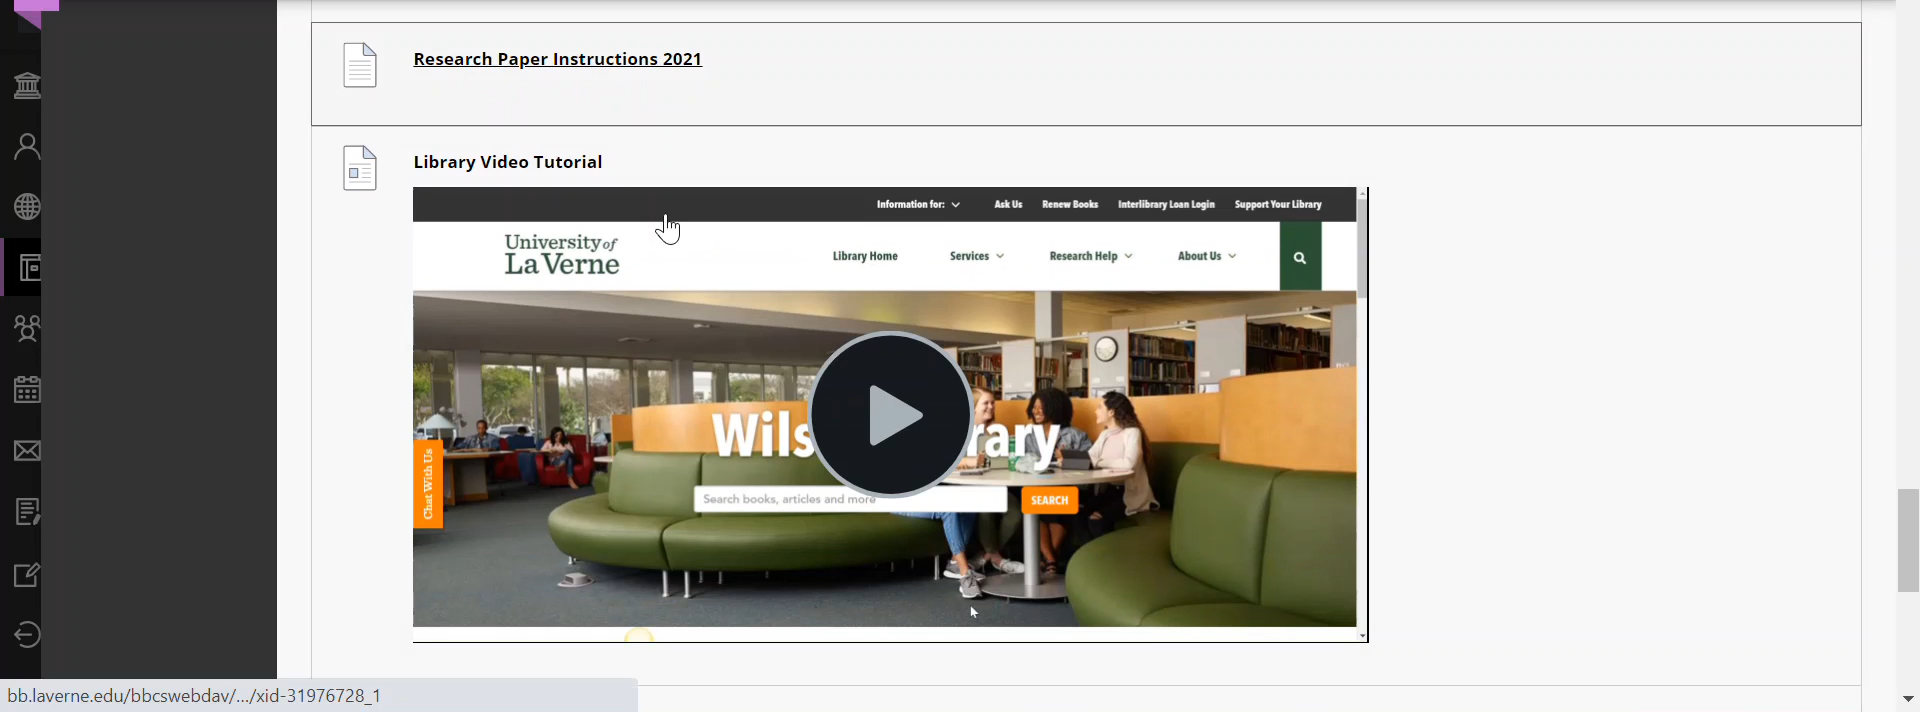 Research Paper Instructions 2021
Library Video Tutorial
Information for:
Ask Us
Renew Books
Interlibrary Loan Login
Support Your Library
University of
La Verne
Library Home
Services
Research Help
About Us
Wils rary
Chat With Us
Search books, articles and more
SEARCH
bb.laverne.edu/bbcswebdav/.../xid-31976728_1